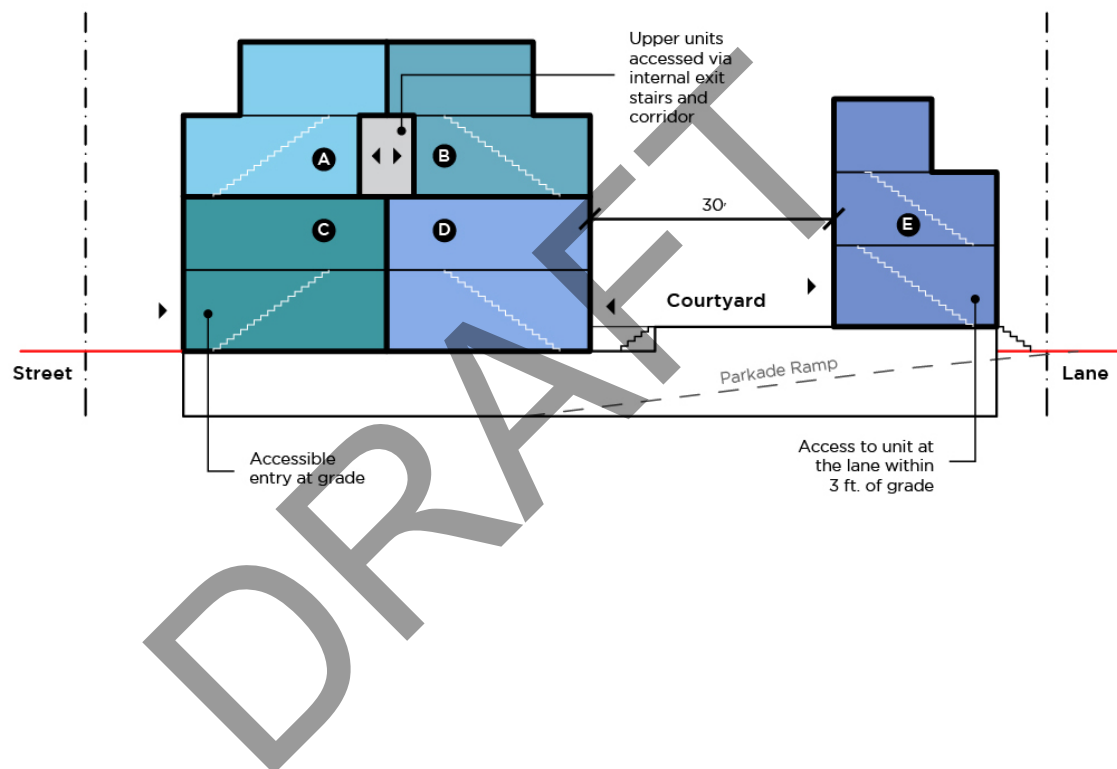 Upper units
accessed via
internal exit
stairs and
corridor
A
B
C
D
E
30'
Courtyard
Parkade Ramp
Street
Lane
Accessible
entry at grade
Access to unit at
the lane within
3 ft. of grade
DRAFT